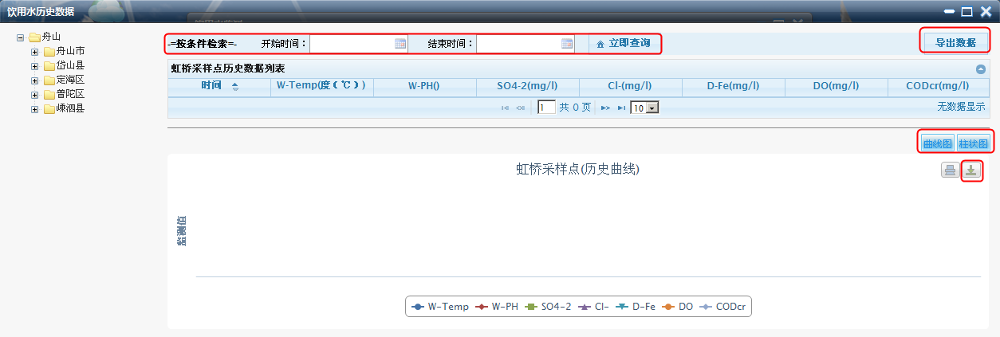 饮用水历史数据
舟山
舟山市
岱山县
定海区
普陀区
嵊泗县
-=按条件检索=- 开始时间： 结束时间： 立即查询 导出数据
虹桥采样点历史数据列表
时间 W-Temp(度(℃)) W-PH() SO4-2(mg/l) Cl-(mg/l) D-Fe(mg/l) DO(mg/l) CODcr(mg/l)
1 共 0 页 10 无数据显示
曲线图 柱状图
虹桥采样点(历史曲线)
监测值
W-Temp W-PH SO4-2 Cl- D-Fe DO CODcr